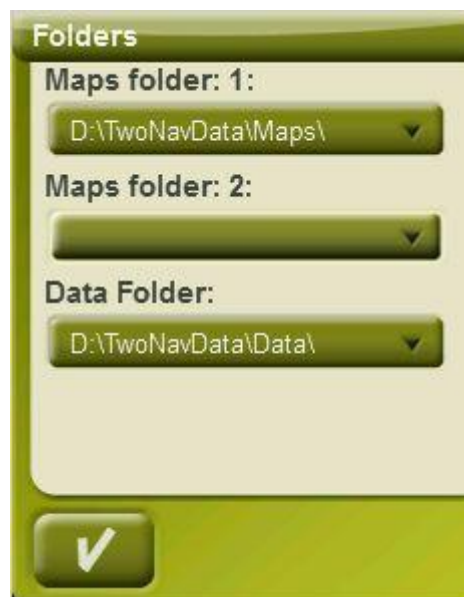 Folders
Maps folder: 1:
D:\TwoNavData\Maps\
Maps folder: 2:
Data Folder:
D:\TwoNavData\Data\